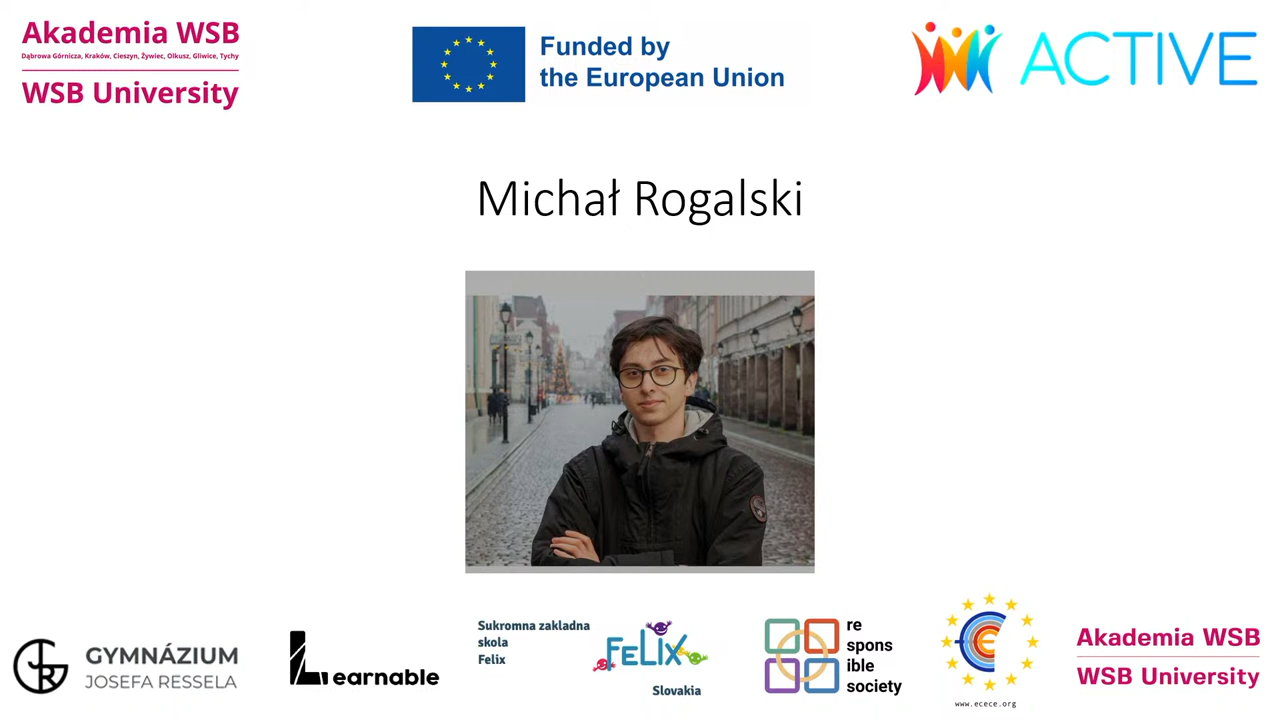 Akademia WSB
Dąbrowa Górnicza, Kraków, Cieszyn, Żywiec, Olkusz, Gliwice, Tychy
WSB University
Funded by
the European Union
ACTIVE
Michał Rogalski
GYMNÁZIUM
JOSEFA RESSELA
Learnable
Sukromna zakladna
skola
Felix
FELIX
Slovakia
re
spons
ible
society
www.ecece.org
Akademia WSB
WSB University